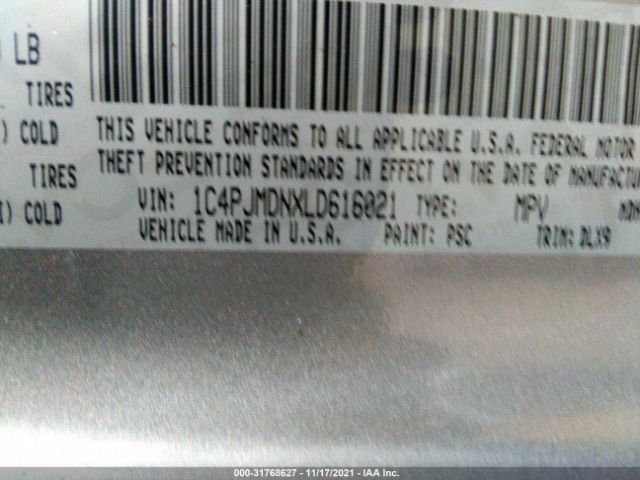 LB
TIRES
) COLD
TIRES
I) COLD
THIS VEHICLE CONFORMS TO ALL APPLICABLE U.S.A. FEDERAL MOTOR
THEFT PREVENTION STANDARDS IN EFFECT ON THE DATE OF MANUFACTU
VIN: 1C4PJMDNXLD616021 TYPE: MPV
VEHICLE MADE IN U.S.A. PAINT: PSC TRIM: DLX9
000-31768627 - 11/17/2021 - IAA Inc.